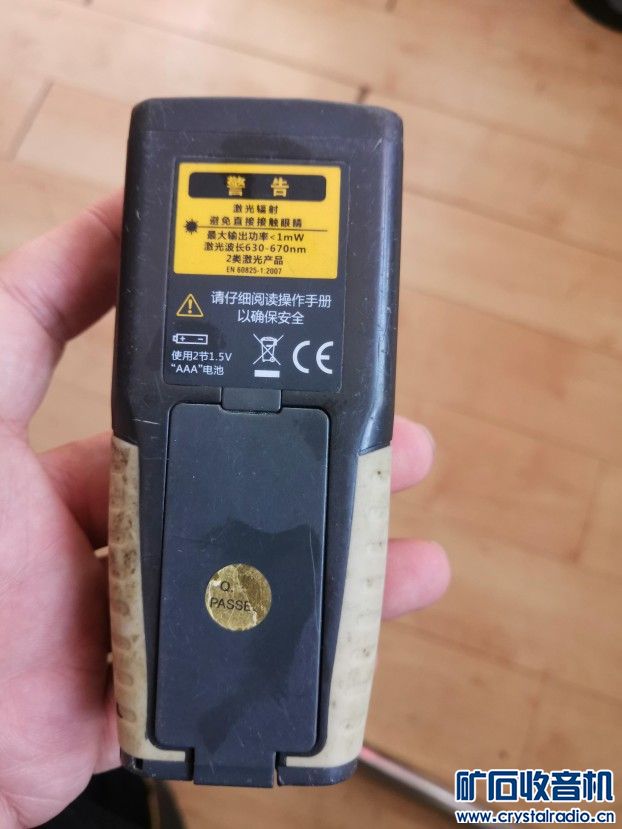 警 告
激光辐射
避免直接接触眼睛
最大输出功率<1mW
激光波长630-670nm
2类激光产品
EN 60825-1:2007
请仔细阅读操作手册
以确保安全
使用2节1.5V
"AAA"电池
CE
Q.
PASSE
矿石收音机
www.crystalradio.cn